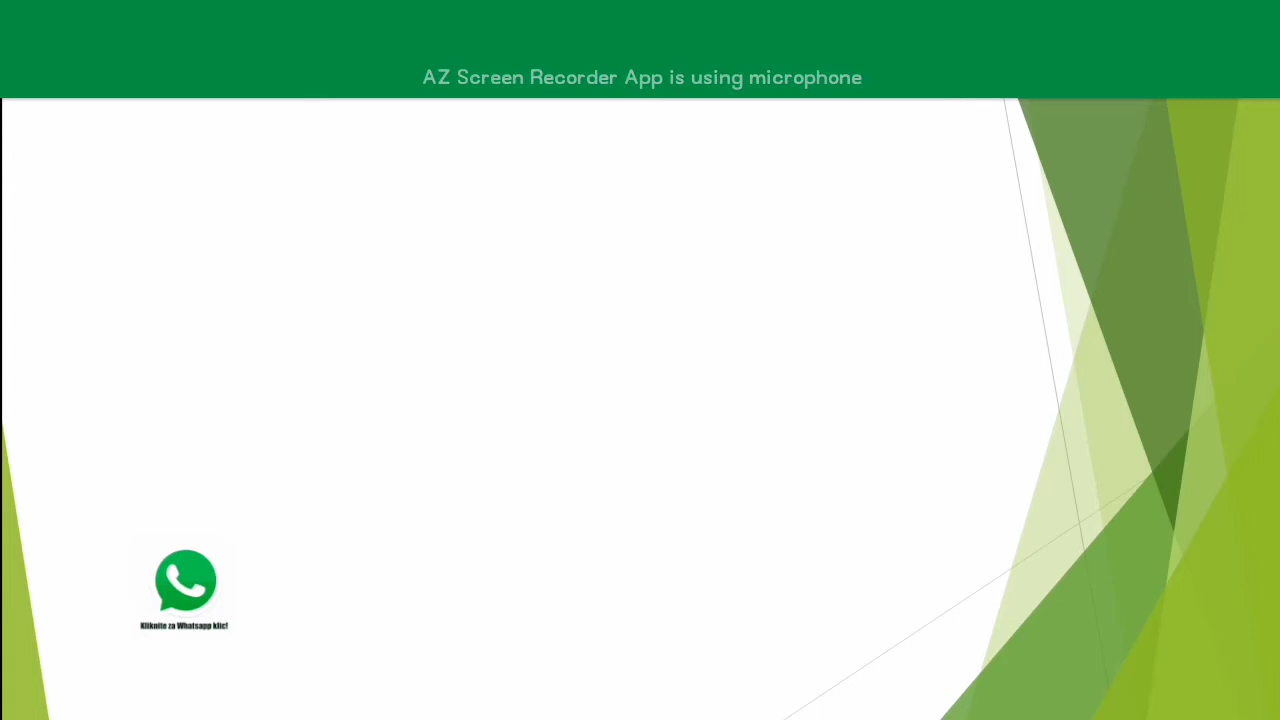 AZ Screen Recorder App is using microphone
Kliknite za Whatsapp klic!